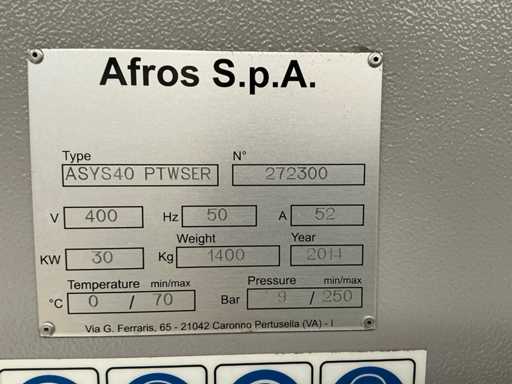 Afros S.p.A.
Type N°
ASYS40 PTWSER 272300
V 400 Hz 50 A 52
Weight Year
KW 30 Kg 1400 2014
Temperature min/max Pressure min/max
°C 0 / 70 Bar 9 / 250
Via G. Ferraris, 65 - 21042 Caronno Pertusella (VA) - I